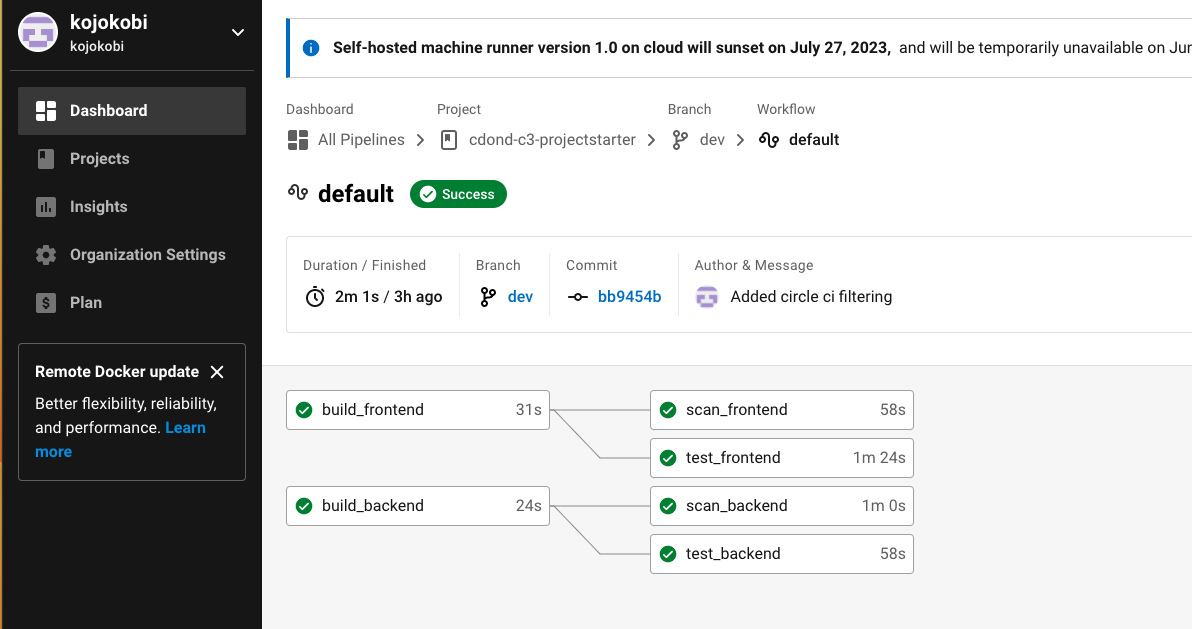 kojokobi
kojokobi
Dashboard
Projects
Insights
Organization Settings
$ Plan
Remote Docker update
Better flexibility, reliability,
and performance. Learn
more
Self-hosted machine runner version 1.0 on cloud will sunset on July 27, 2023, and will be temporarily unavailable on Jun
Dashboard Project Branch Workflow
All Pipelines cdond-c3-projectstarter dev default
default Success
Duration / Finished Branch Commit Author & Message
2m 1s / 3h ago dev bb9454b Added circle ci filtering
build_frontend 31s scan_frontend 58s
test_frontend 1m 24s
build_backend 24s scan_backend 1m 0s
test_backend 58s